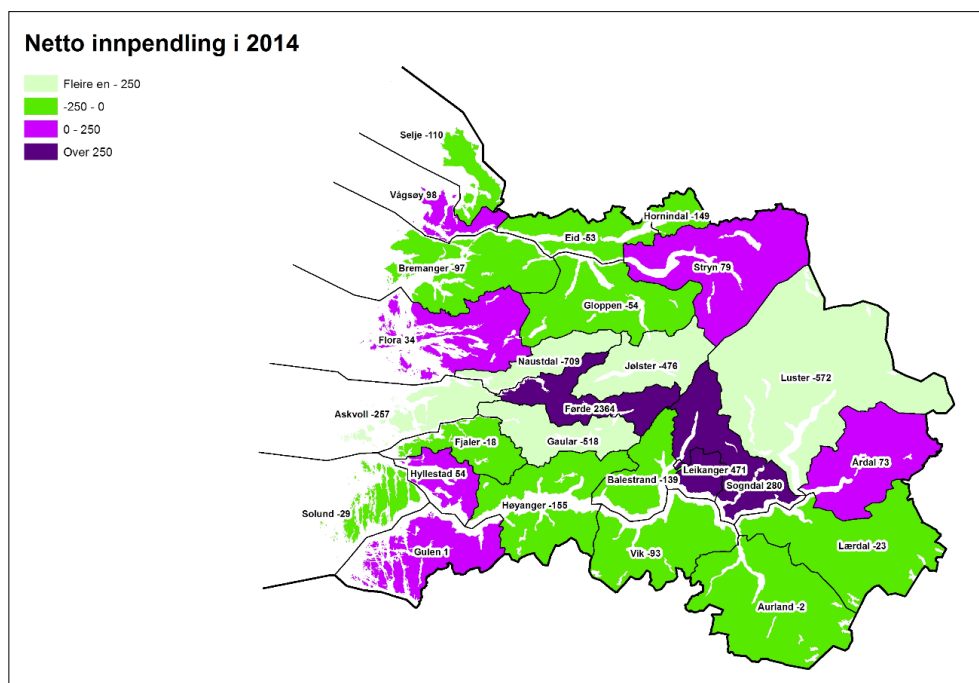 Netto innpendling i 2014
Fleire en - 250
-250 - 0
0 - 250
Over 250
Selje -110
Vågsøy 98
Hornindal -149
Eid -53
Bremanger -97
Stryn 79
Gloppen -54
Flora 34
Naustdal -709
Jølster -476
Luster -572
Askvoll -257
Førde 2364
Fjaler -18
Gaular -518
Årdal 73
Hyllestad 54
Leikanger 471
Balestrand -139
Sogndal 280
Solund -29
Høyanger -155
Lærdal -23
Gulen 1
Vik -93
Aurland -2